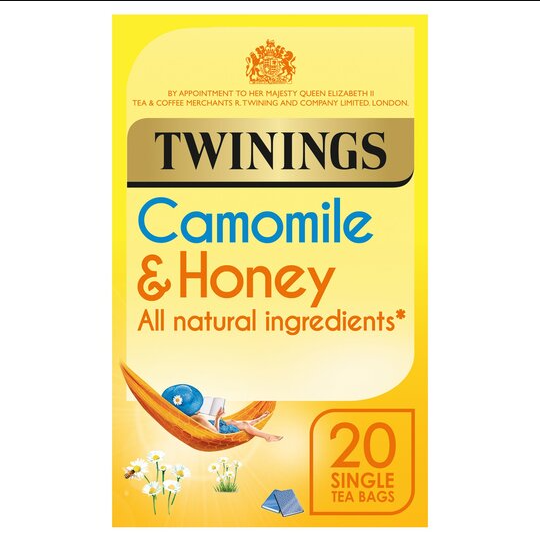 BY APPOINTMENT TO HER MAJESTY QUEEN ELIZABETH II
TEA & COFFEE MERCHANTS R. TWINING AND COMPANY LIMITED. LONDON.
TWININGS
Camomile
& Honey
All natural ingredients*
20
SINGLE
TEA BAGS